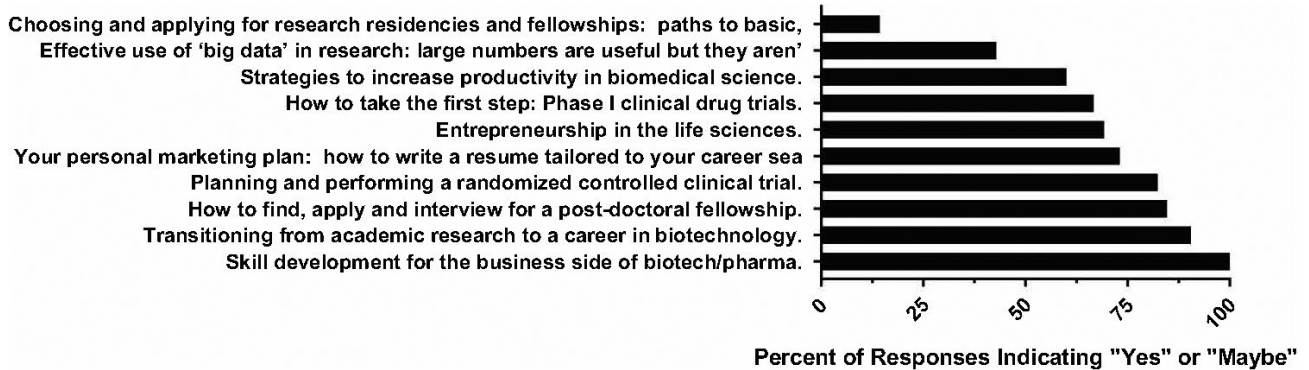 Choosing and applying for research residencies and fellowships: paths to basic,
Effective use of ‘big data’ in research: large numbers are useful but they aren’
Strategies to increase productivity in biomedical science.
How to take the first step: Phase I clinical drug trials.
Entrepreneurship in the life sciences.
Your personal marketing plan: how to write a resume tailored to your career sea
Planning and performing a randomized controlled clinical trial.
How to find, apply and interview for a post-doctoral fellowship.
Transitioning from academic research to a career in biotechnology.
Skill development for the business side of biotech/pharma.
0 25 50 75 100
Percent of Responses Indicating "Yes" or "Maybe"